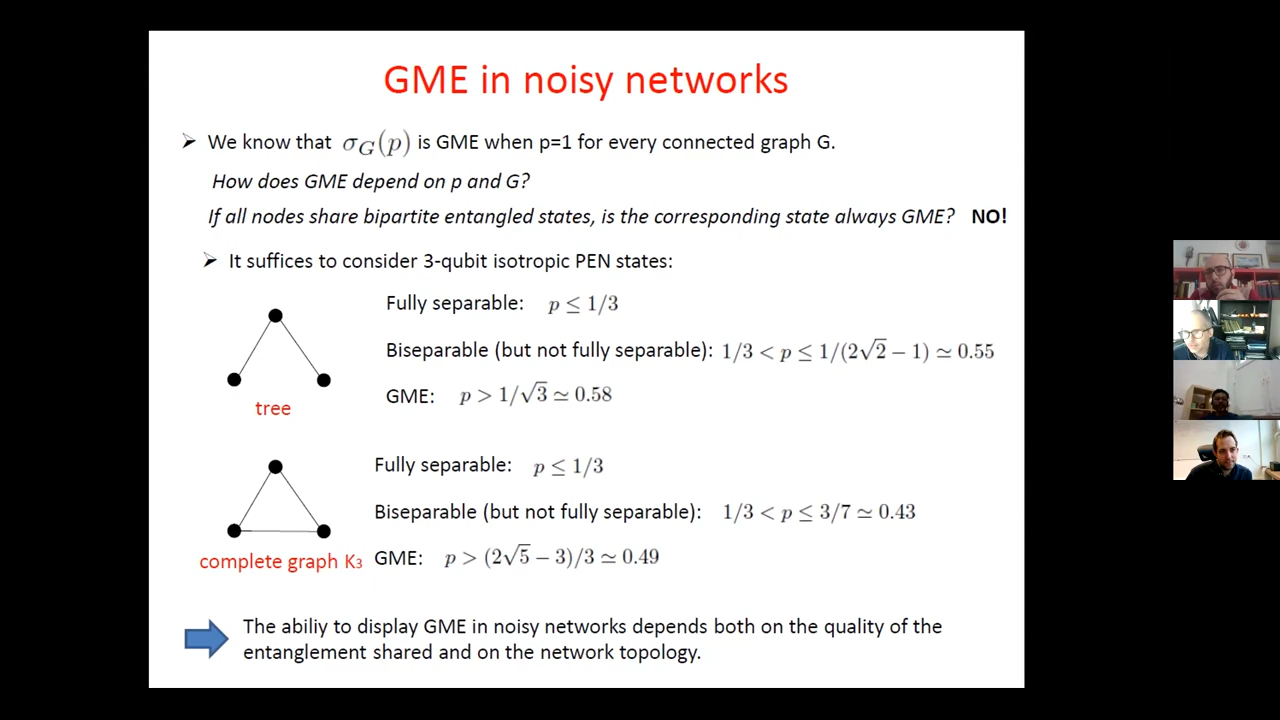 GME in noisy networks
➢ We know that σ_G(p) is GME when p=1 for every connected graph G.
How does GME depend on p and G?
If all nodes share bipartite entangled states, is the corresponding state always GME? NO!
➢ It suffices to consider 3-qubit isotropic PEN states:
Fully separable: p ≤ 1/3
Biseparable (but not fully separable): 1/3 < p ≤ 1/(2√2 − 1) ≃ 0.55
GME: p > 1/√3 ≃ 0.58
tree
Fully separable: p ≤ 1/3
Biseparable (but not fully separable): 1/3 < p ≤ 3/7 ≃ 0.43
GME: p > (2√5 − 3)/3 ≃ 0.49
complete graph K₃
The abiliy to display GME in noisy networks depends both on the quality of the
entanglement shared and on the network topology.